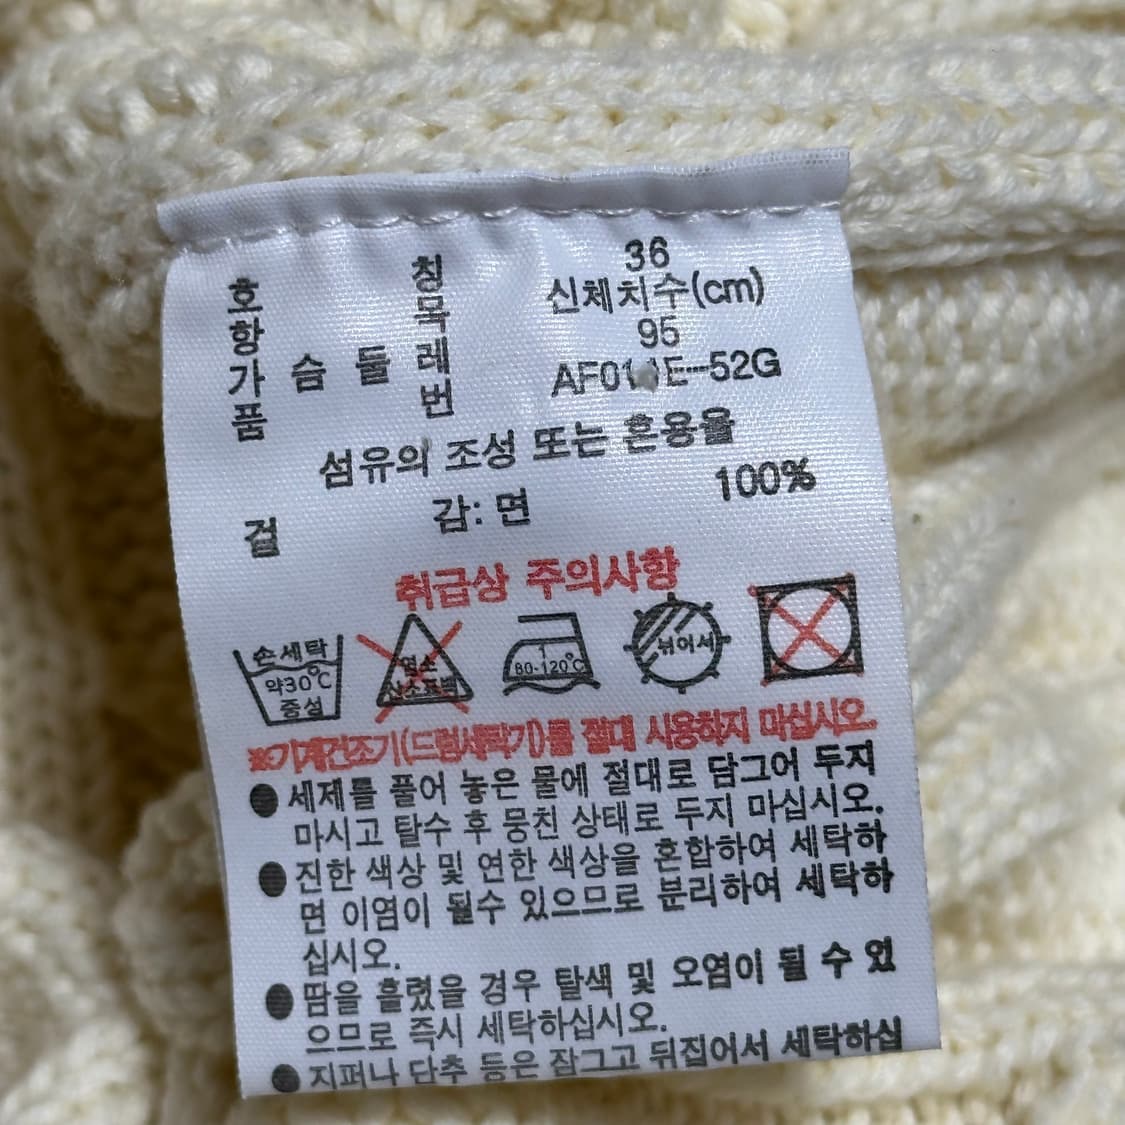 호 칭 36
항 목 신체치수(cm)
가 슴 둘 레 95
품 번 E-52G
섬유의 조성 또는 혼용율
겉 감: 면 100%
취급상 주의사항
손세탁
약30℃
중성
염소
산소표백
80-120℃
뉘어서
※기계건조기(드럼세탁기)를 절대 사용하지 마십시오.
● 세제를 풀어 놓은 물에 절대로 담그어 두지
마시고 탈수 후 뭉친 상태로 두지 마십시오.
● 진한 색상 및 연한 색상을 혼합하여 세탁하
면 이염이 될수 있으므로 분리하여 세탁하
십시오.
● 땀을 흘렸을 경우 탈색 및 오염이 될 수 있
으므로 즉시 세탁하십시오.
● 지퍼나 단추 등은 잠그고 뒤집어서 세탁하십